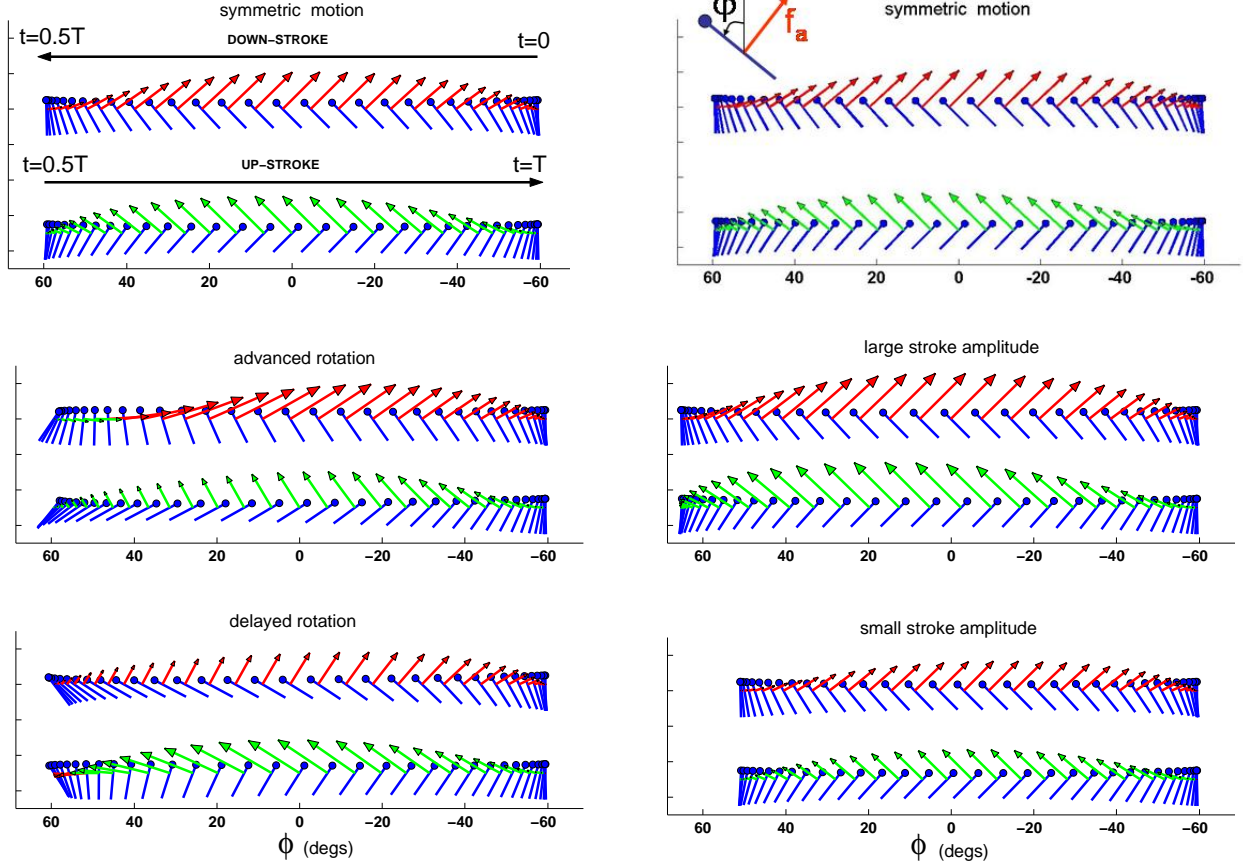 symmetric motion
t=0.5T
DOWN–STROKE
t=0
t=0.5T
UP–STROKE
t=T
60 40 20 0 −20 −40 −60
symmetric motion
φ
f_a
60 40 20 0 -20 -40 -60
advanced rotation
60 40 20 0 −20 −40 −60
large stroke amplitude
60 40 20 0 −20 −40 −60
delayed rotation
60 40 20 0 −20 −40 −60
ϕ (degs)
small stroke amplitude
60 40 20 0 −20 −40 −60
ϕ (degs)